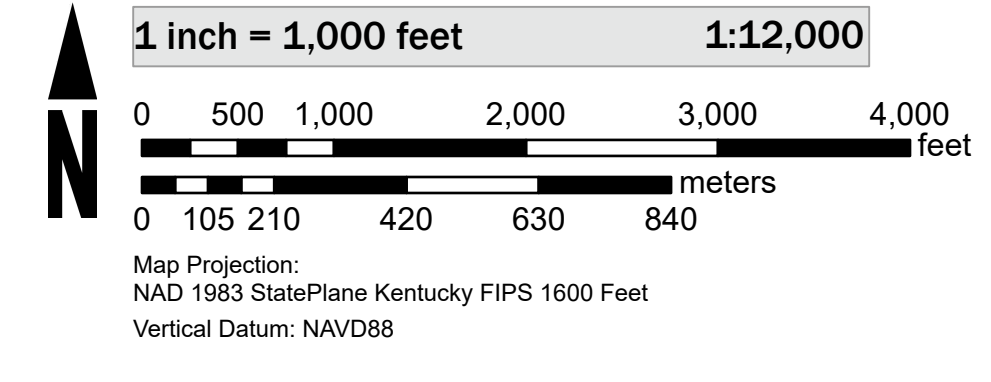 1 inch = 1,000 feet 1:12,000
0 500 1,000 2,000 3,000 4,000
feet
meters
0 105 210 420 630 840
N
Map Projection:
NAD 1983 StatePlane Kentucky FIPS 1600 Feet
Vertical Datum: NAVD88